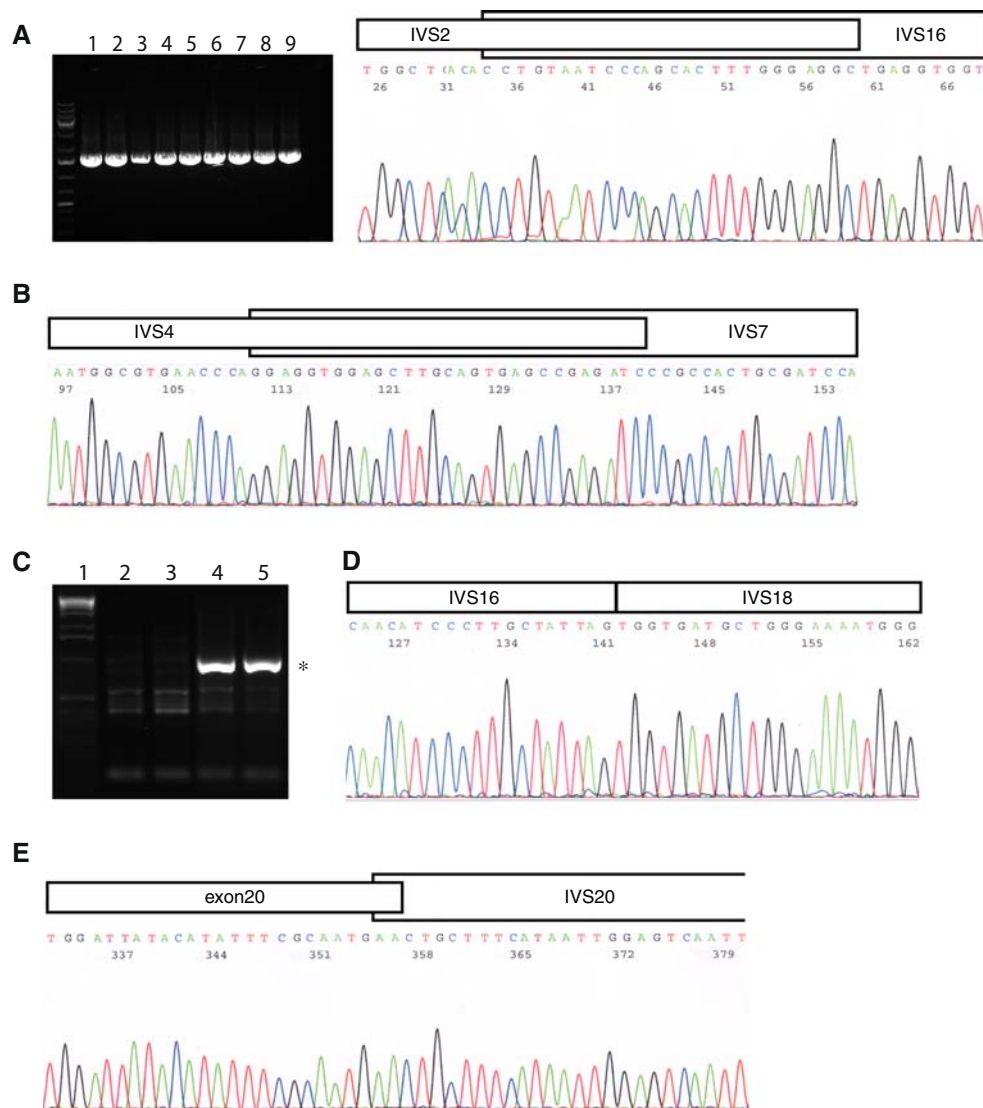 A
1 2 3 4 5 6 7 8 9
IVS2 IVS16
T G G C T C A C A C C T G T A A T C C C A G C A C T T T G G G A G G C T G A G G T G G T
26 31 36 41 46 51 56 61 66
B
IVS4 IVS7
A A T G G C G T G A A C C C A G G A G G T G G A G C T T G C A G T G A G C C G A G A T C C C G C C A C T G C G A T C C A
97 105 113 121 129 137 145 153
C
1 2 3 4 5
*
D
IVS16 IVS18
C A A C A T C C C T T G C T A T T A G T G G T G A T G C T G G G A A A A T G G G
127 134 141 148 155 162
E
exon20 IVS20
T G G A T T A T A C A T A T T T C G C A A T G A A C T G C T T T C A T A A T T G G A G T C A A T T
337 344 351 358 365 372 379